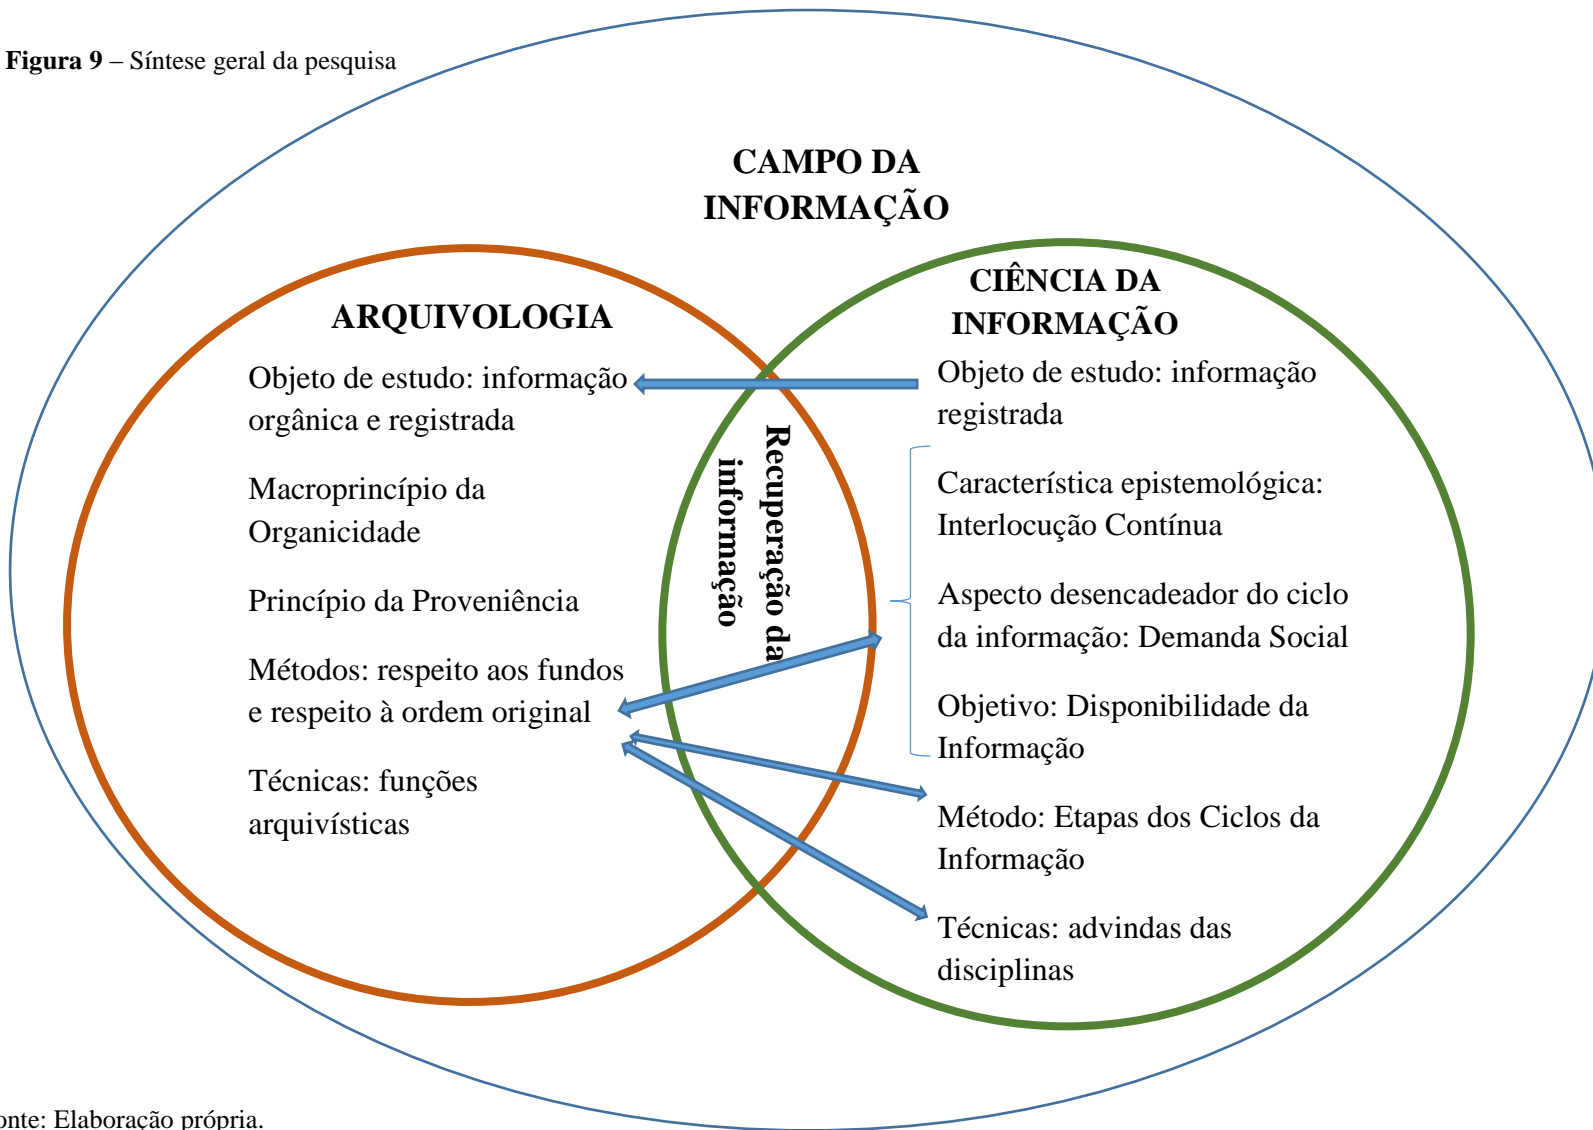 Figura 9 – Síntese geral da pesquisa
CAMPO DA
INFORMAÇÃO
ARQUIVOLOGIA
Objeto de estudo: informação
orgânica e registrada
Macroprincípio da
Organicidade
Princípio da Proveniência
Métodos: respeito aos fundos
e respeito à ordem original
Técnicas: funções
arquivísticas
Recuperação da
informação
CIÊNCIA DA
INFORMAÇÃO
Objeto de estudo: informação
registrada
Característica epistemológica:
Interlocução Contínua
Aspecto desencadeador do ciclo
da informação: Demanda Social
Objetivo: Disponibilidade da
Informação
Método: Etapas dos Ciclos da
Informação
Técnicas: advindas das
disciplinas
onte: Elaboração própria.